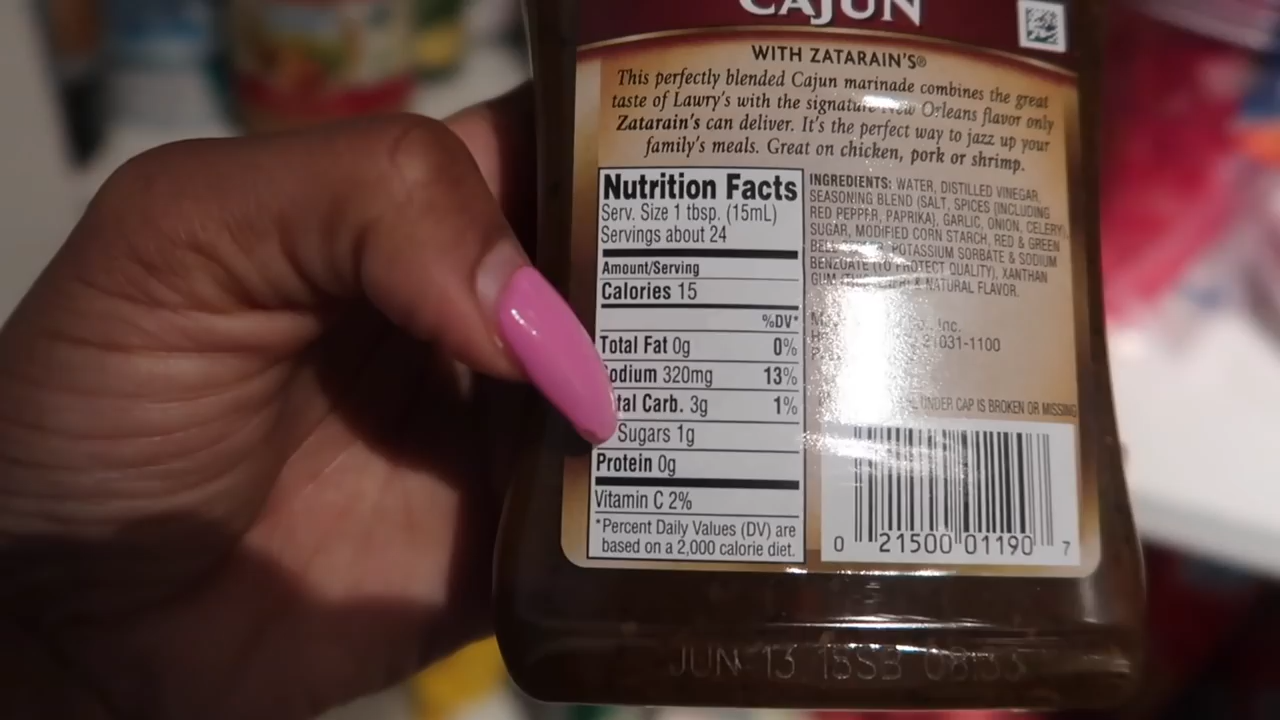 CAJUN
WITH ZATARAIN'S®
This perfectly blended Cajun marinade combines the great
taste of Lawry's with the signature New Orleans flavor only
Zatarain's can deliver. It's the perfect way to jazz up your
family's meals. Great on chicken, pork or shrimp.
Nutrition Facts
Serv. Size 1 tbsp. (15mL)
Servings about 24
Amount/Serving
Calories 15
%DV*
Total Fat 0g 0%
Sodium 320mg 13%
Total Carb. 3g 1%
Sugars 1g
Protein 0g
Vitamin C 2%
*Percent Daily Values (DV) are
based on a 2,000 calorie diet.
INGREDIENTS: WATER, DISTILLED VINEGAR,
SEASONING BLEND (SALT, SPICES [INCLUDING
RED PEPPER, PAPRIKA), GARLIC, ONION, CELERY),
SUGAR, MODIFIED CORN STARCH, RED & GREEN
BELL POTASSIUM SORBATE & SODIUM
BENZOATE (TO PROTECT QUALITY), XANTHAN
GUM & NATURAL FLAVOR.
Inc.
21031-1100
UNDER CAP IS BROKEN OR MISSING
0 21500 01190 7
JUN 13 15